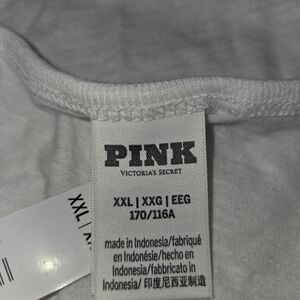 PINK
VICTORIA'S SECRET
XXL | XXG | EEG
170/116A
made in Indonesia/fabriqué
en Indonésie/hecho en
Indonesia/fabbricato in
Indonesia/ 印度尼西亚制造
XXL | X